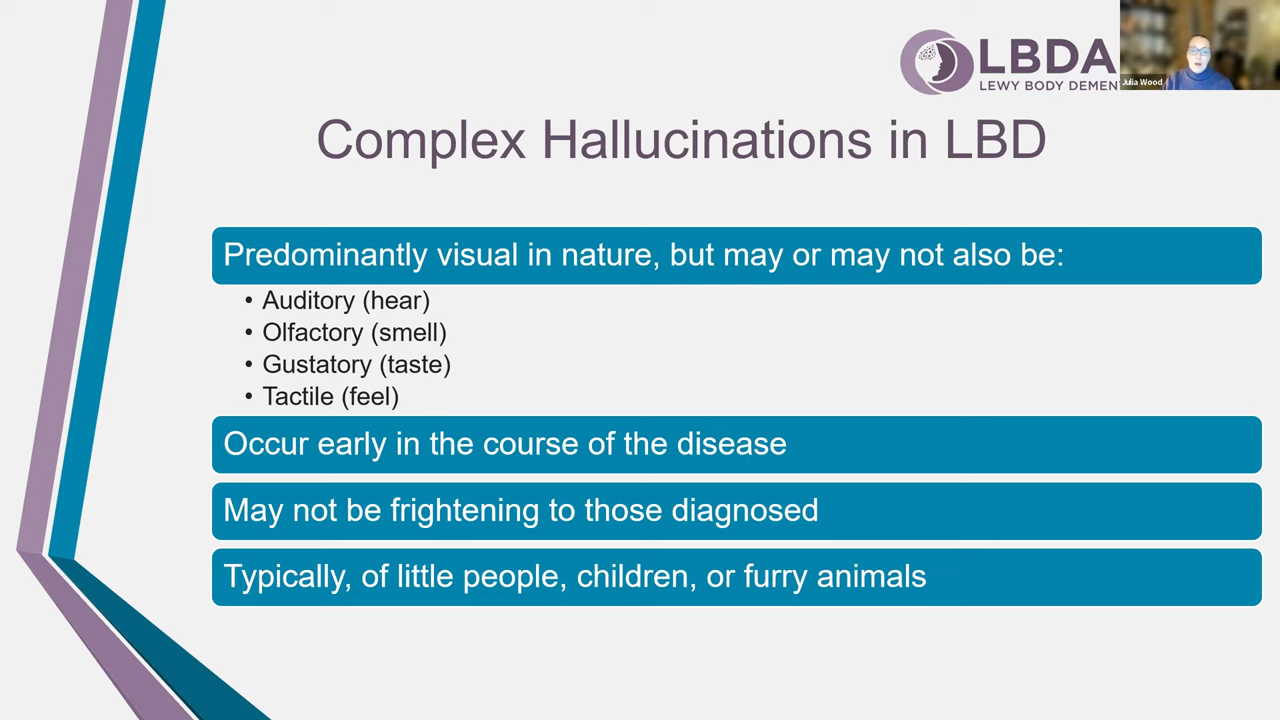 LBDA
LEWY BODY DEMEN
Julia Wood
Complex Hallucinations in LBD
Predominantly visual in nature, but may or may not also be:
• Auditory (hear)
• Olfactory (smell)
• Gustatory (taste)
• Tactile (feel)
Occur early in the course of the disease
May not be frightening to those diagnosed
Typically, of little people, children, or furry animals